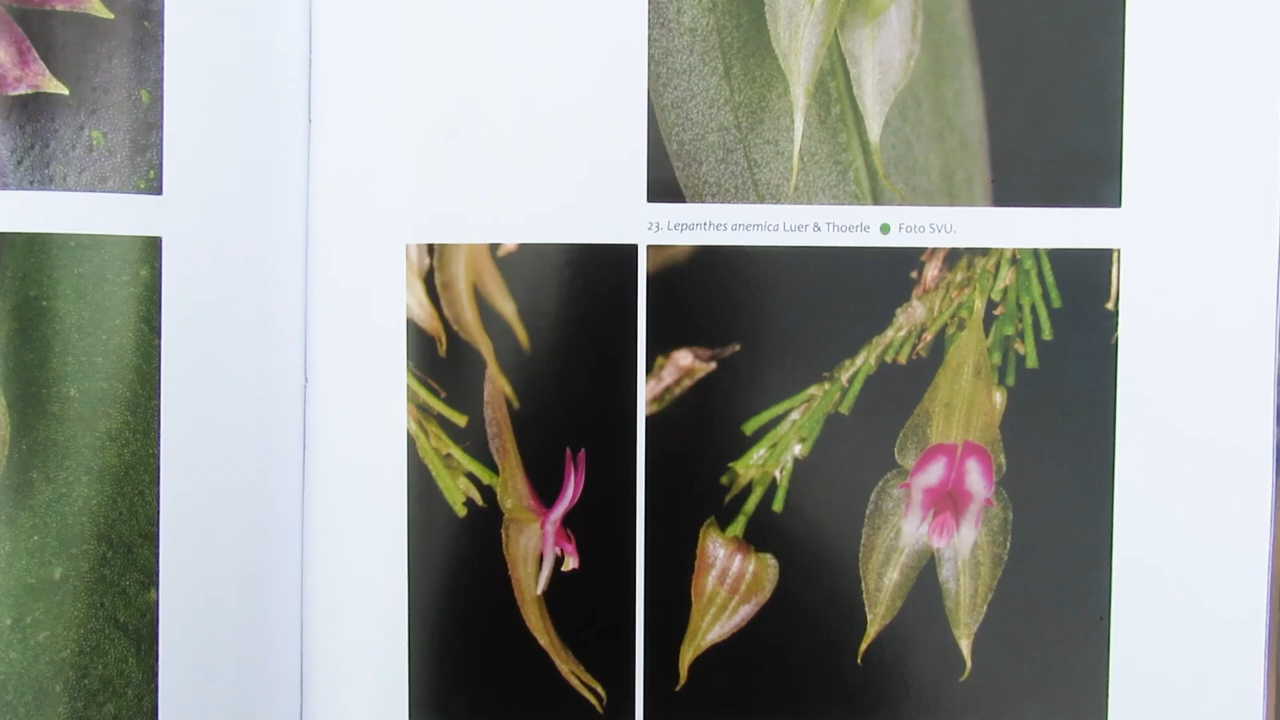 23. Lepanthes anemica Luer & Thoerle ● Foto SVU.